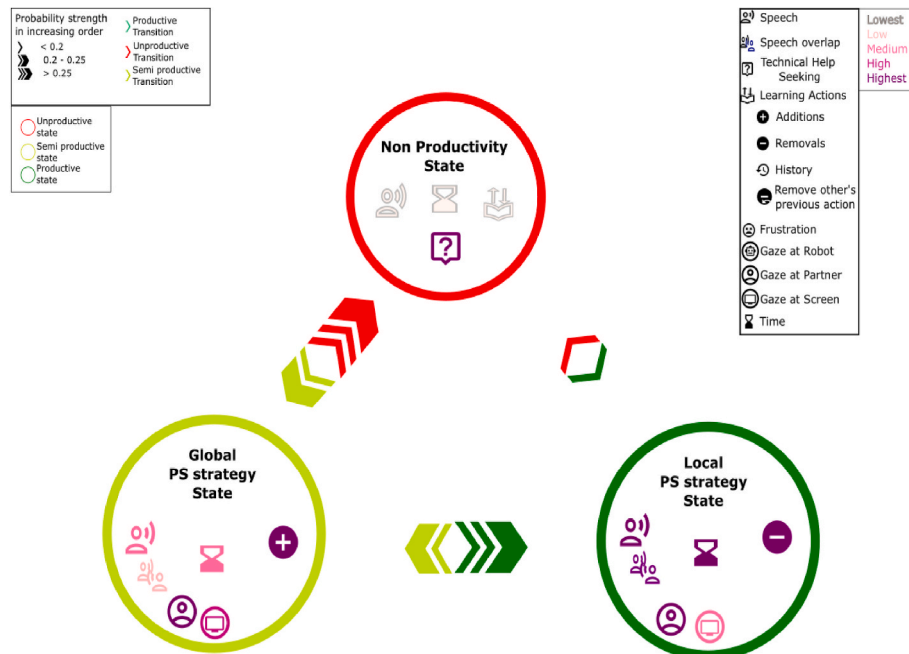 Probability strength
in increasing order
< 0.2
0.2 - 0.25
> 0.25
Productive
Transition
Unproductive
Transition
Semi productive
Transition
Unproductive
state
Semi productive
state
Productive
state
Speech
Speech overlap
Technical Help
Seeking
Learning Actions
Additions
Removals
History
Remove other's
previous action
Frustration
Gaze at Robot
Gaze at Partner
Gaze at Screen
Time
Lowest
Low
Medium
High
Highest
Non Productivity
State
Global
PS strategy
State
Local
PS strategy
State